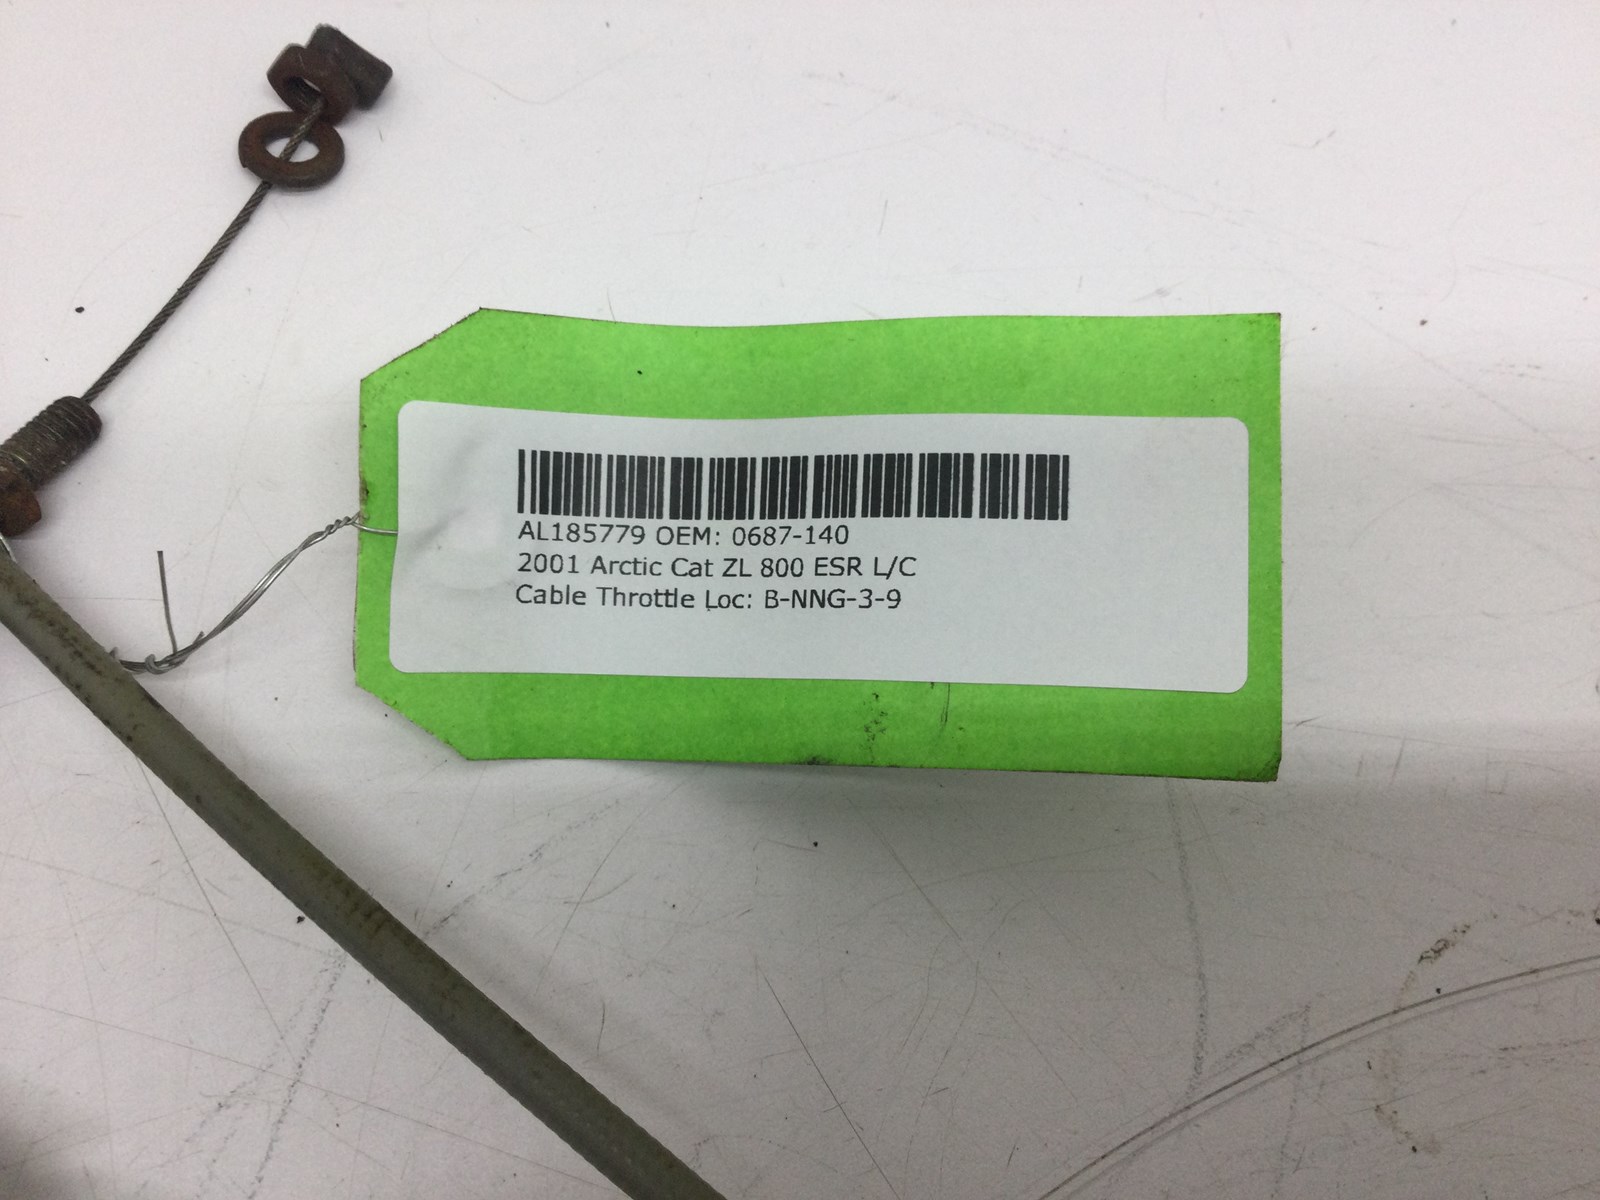 AL185779 OEM: 0687-140
2001 Arctic Cat ZL 800 ESR L/C
Cable Throttle Loc: B-NNG-3-9